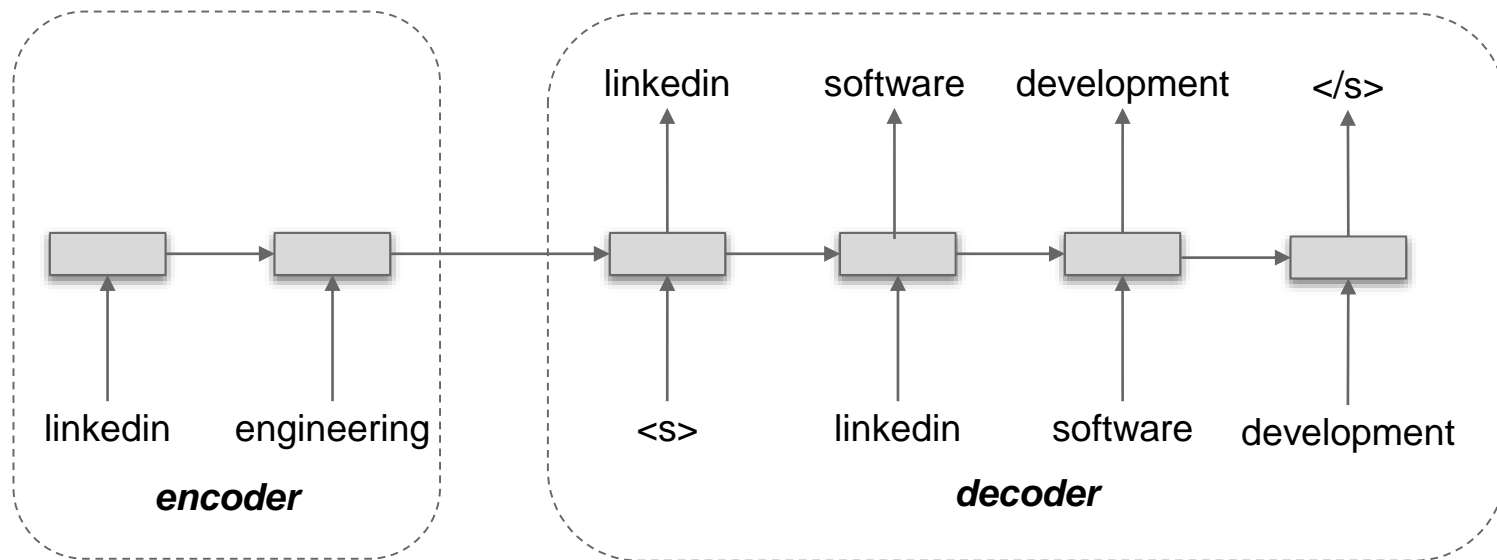 linkedin software development </s>
linkedin engineering <s> linkedin software development
encoder decoder